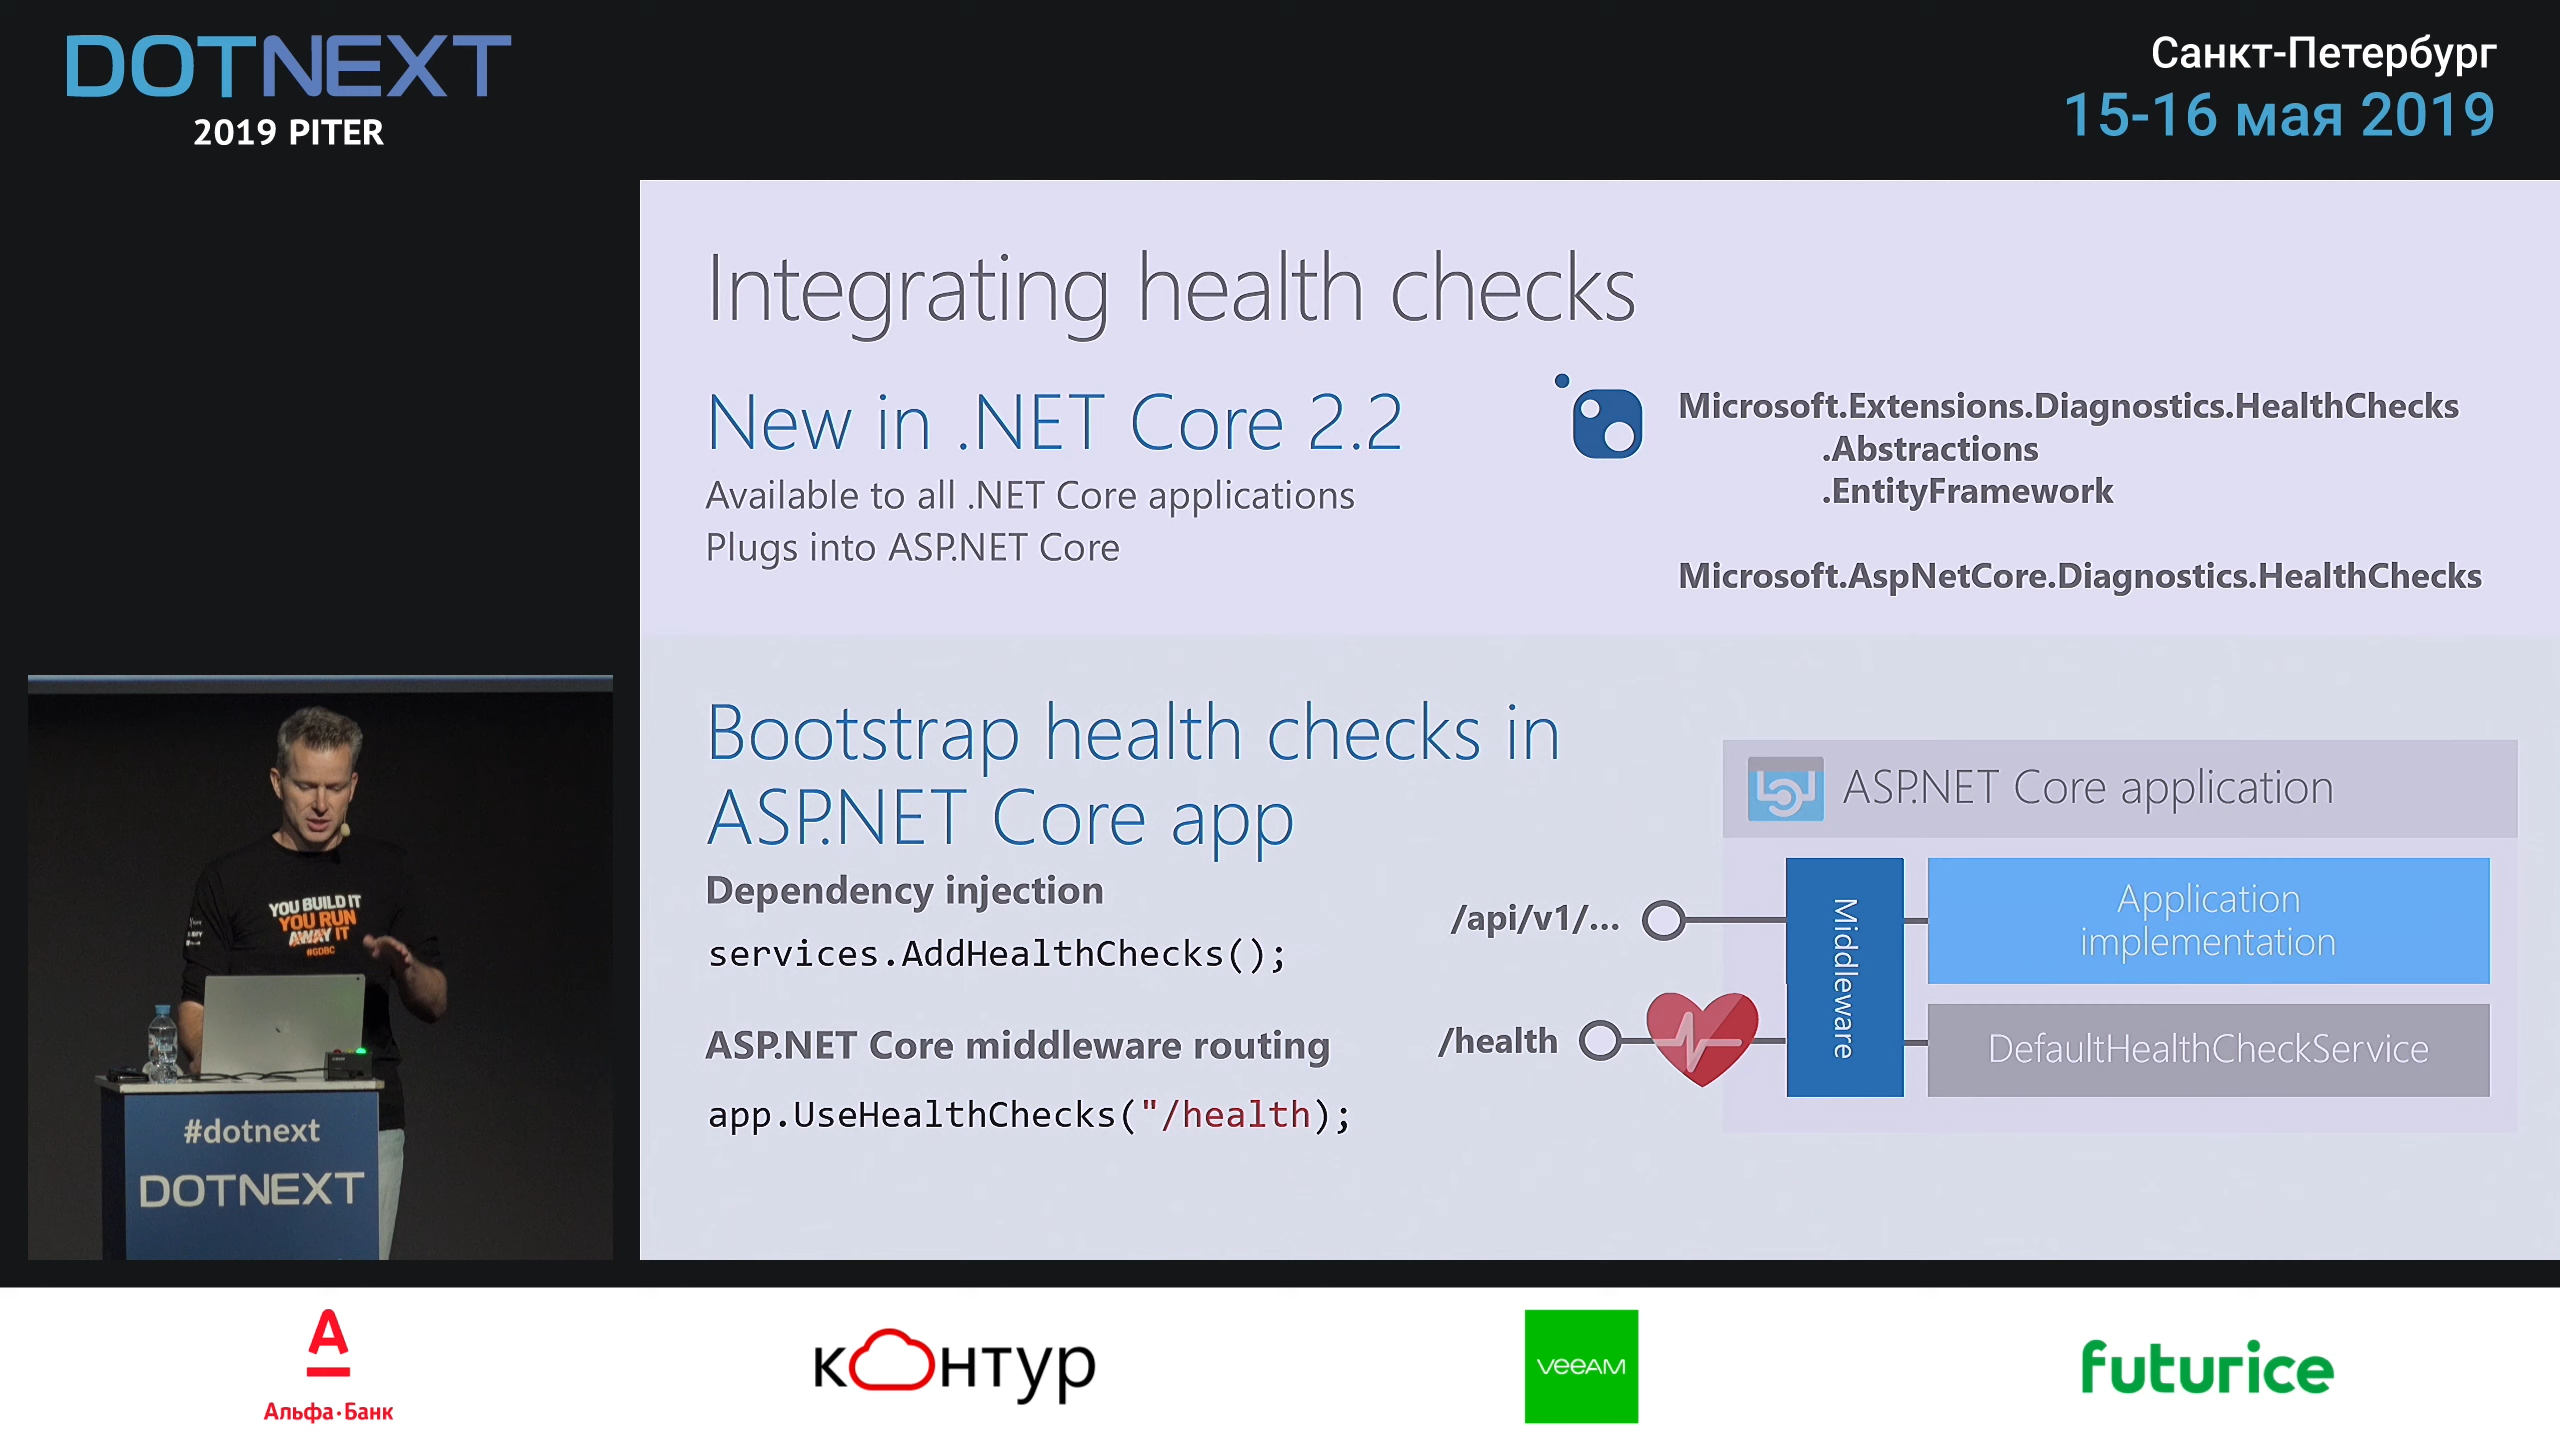 DOTNEXT
2019 PITER
Санкт-Петербург
15-16 мая 2019
Integrating health checks
New in .NET Core 2.2
Available to all .NET Core applications
Plugs into ASP.NET Core
Microsoft.Extensions.Diagnostics.HealthChecks
.Abstractions
.EntityFramework
Microsoft.AspNetCore.Diagnostics.HealthChecks
Bootstrap health checks in
ASP.NET Core app
Dependency injection
services.AddHealthChecks();
ASP.NET Core middleware routing
app.UseHealthChecks("/health);
ASP.NET Core application
/api/v1/...
/health
Middleware
Application
implementation
DefaultHealthCheckService
YOU BUILD IT
YOU RUN
AWAY IT
#GDBC
#dotnext
DOTNEXT
Альфа·Банк
контур
veeam
futurice